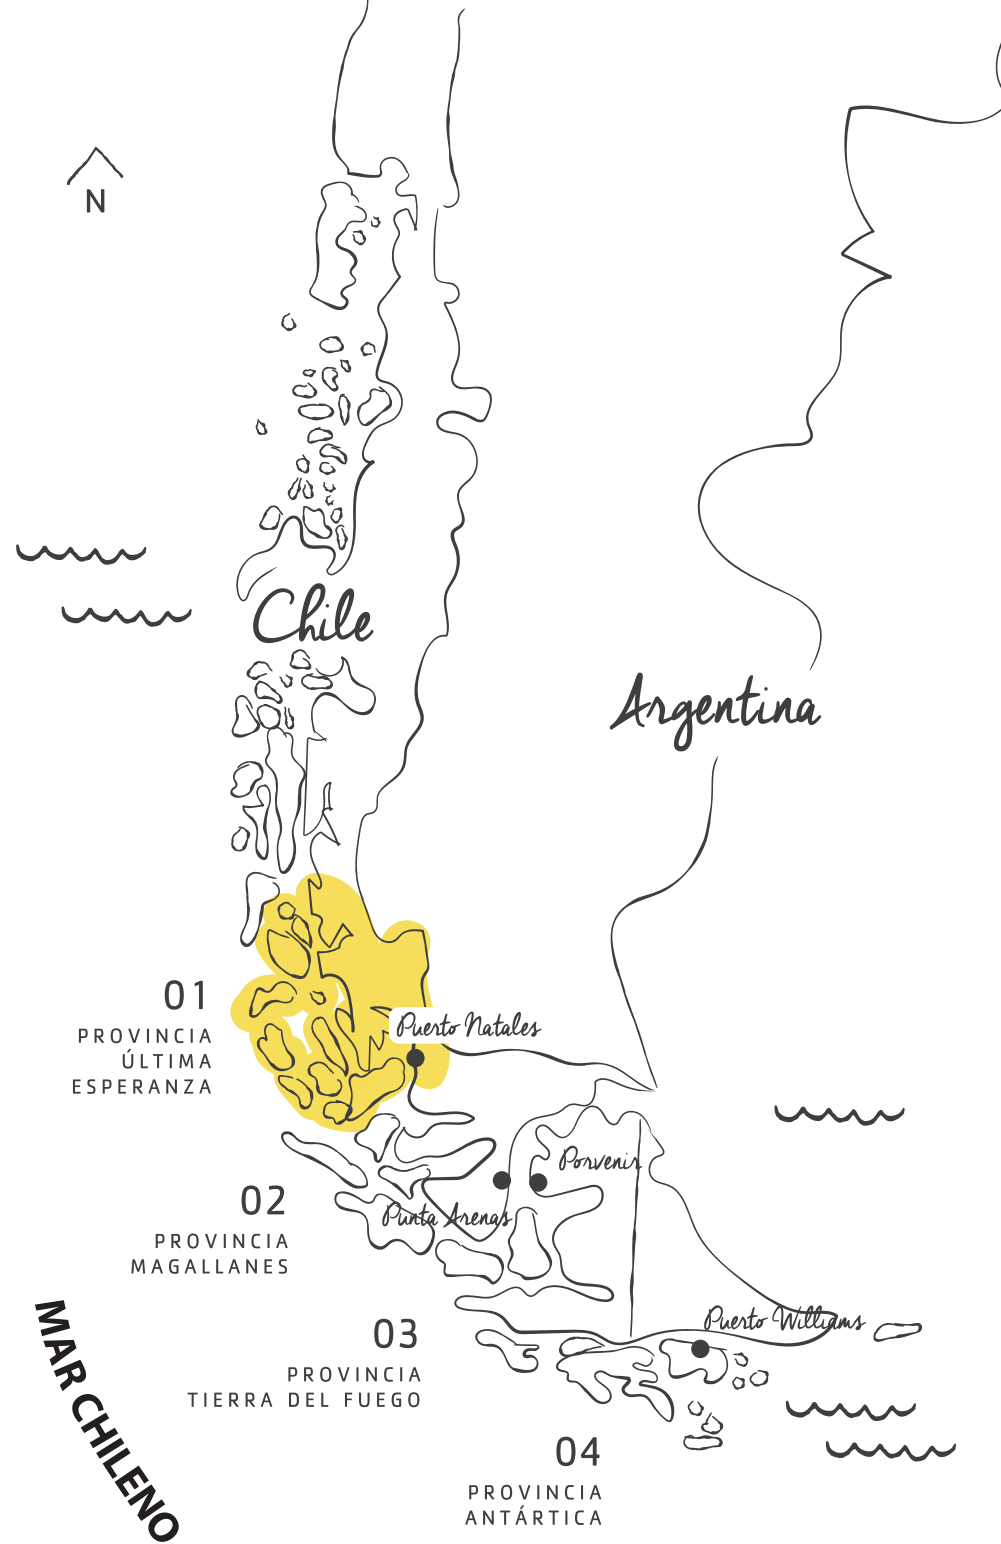 N
Chile
Argentina
01
PROVINCIA
ÚLTIMA
ESPERANZA
Puerto Natales
Porvenir
02
PROVINCIA
MAGALLANES
Punta Arenas
MAR CHILENO
03
PROVINCIA
TIERRA DEL FUEGO
Puerto Williams
04
PROVINCIA
ANTÁRTICA